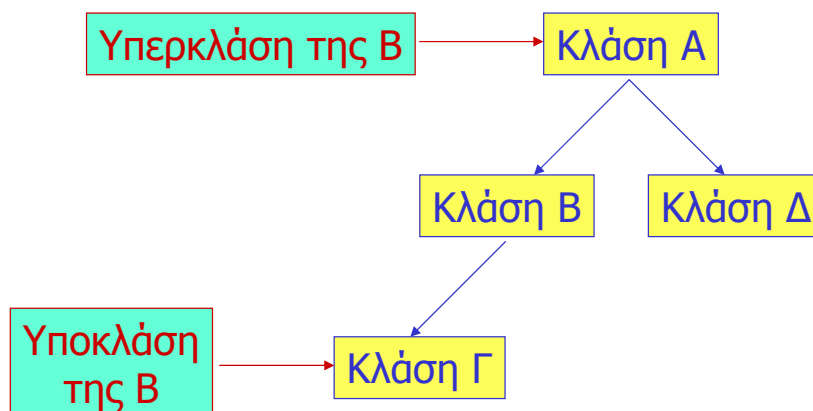 Υπερκλάση της Β
Κλάση Α
Κλάση Β
Κλάση Δ
Υποκλάση
της Β
Κλάση Γ